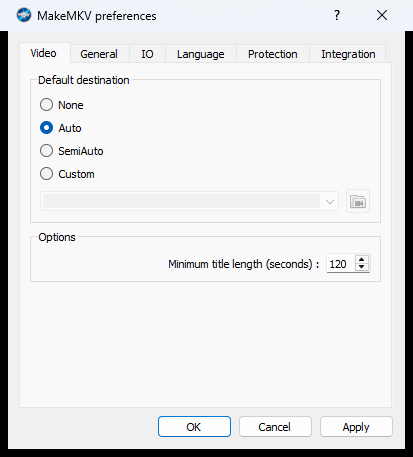 MakeMKV preferences
Video General IO Language Protection Integration
Default destination
None
Auto
SemiAuto
Custom
Options
Minimum title length (seconds) : 120
OK Cancel Apply